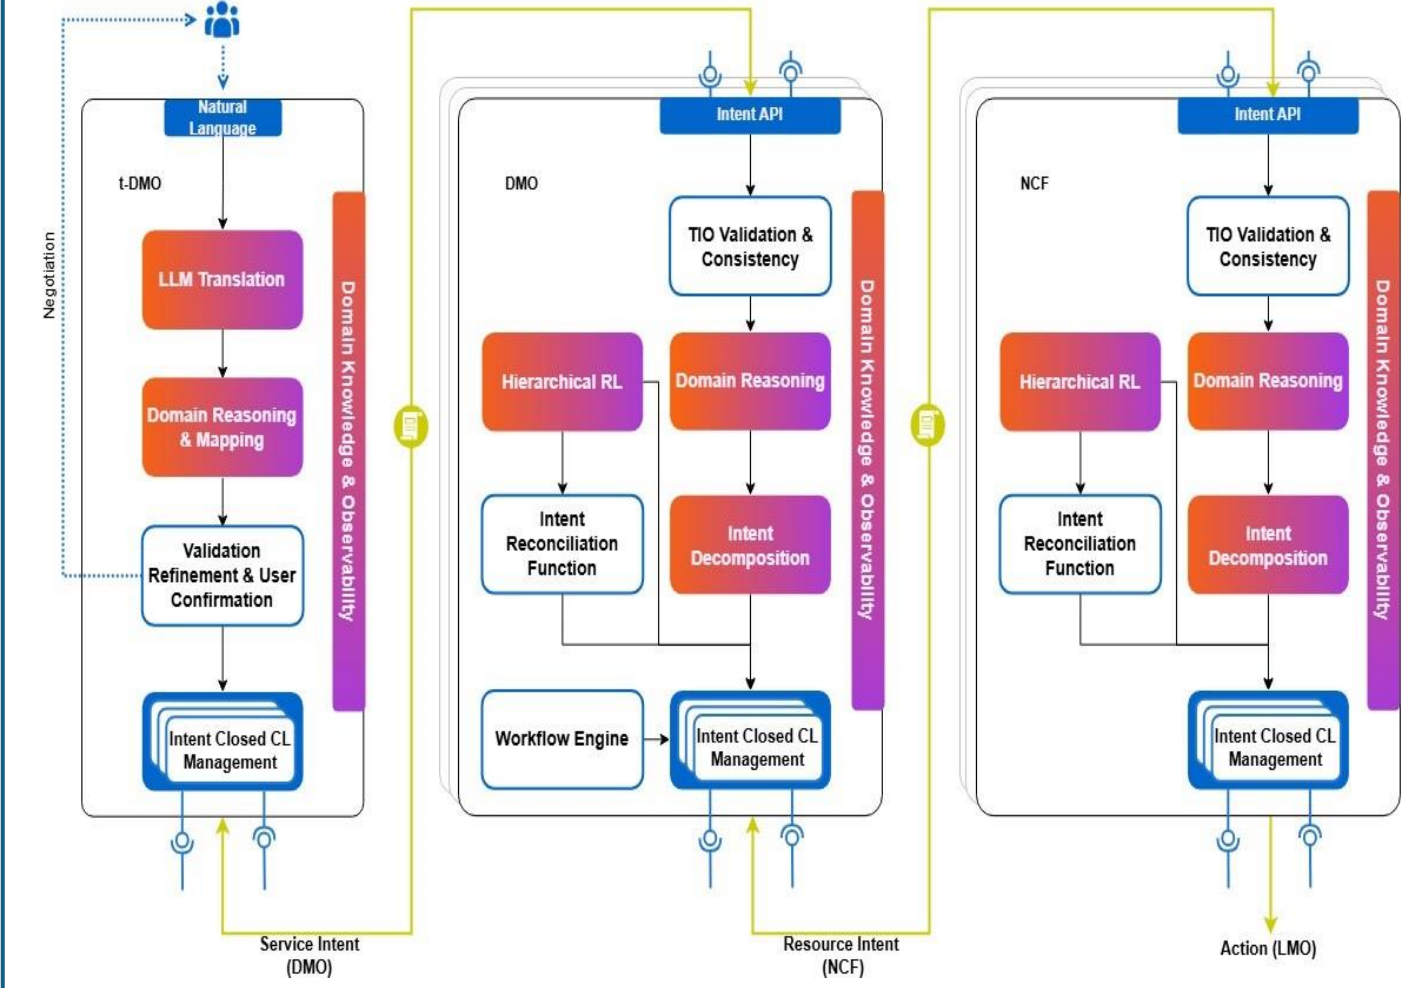 Negotiation
Natural
Language
t-DMO
LLM Translation
Domain Reasoning
& Mapping
Validation
Refinement & User
Confirmation
Intent Closed CL
Management
Domain Knowledge & Observability
Service Intent
(DMO)
Intent API
DMO
TIO Validation &
Consistency
Hierarchical RL
Domain Reasoning
Intent
Reconciliation
Function
Intent
Decomposition
Workflow Engine
Intent Closed CL
Management
Domain Knowledge & Observability
Resource Intent
(NCF)
Intent API
NCF
TIO Validation &
Consistency
Hierarchical RL
Domain Reasoning
Intent
Reconciliation
Function
Intent
Decomposition
Intent Closed CL
Management
Domain Knowledge & Observability
Action (LMO)